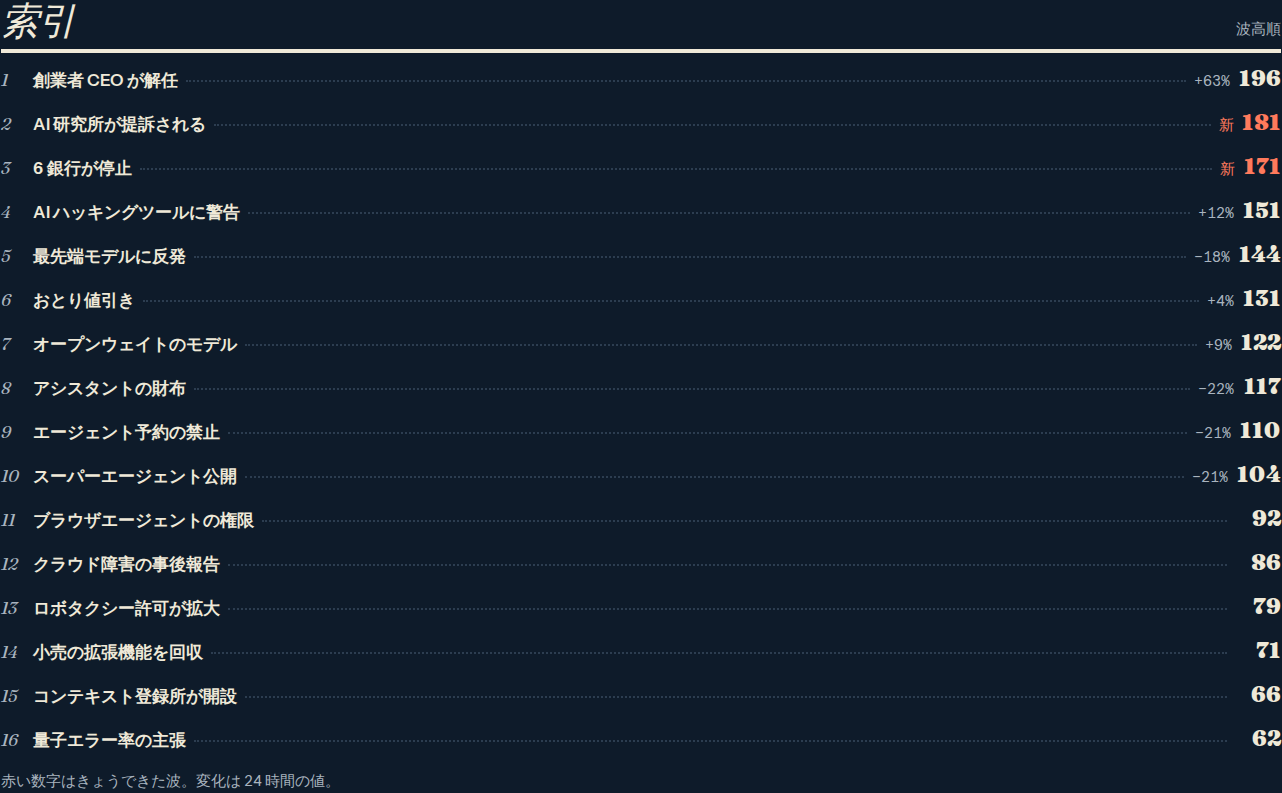 索引
波高順
1 創業者 CEO が解任 +63% 196
2 AI 研究所が提訴される 新 181
3 6 銀行が停止 新 171
4 AI ハッキングツールに警告 +12% 151
5 最先端モデルに反発 −18% 144
6 おとり値引き +4% 131
7 オープンウェイトのモデル +9% 122
8 アシスタントの財布 −22% 117
9 エージェント予約の禁止 −21% 110
10 スーパーエージェント公開 −21% 104
11 ブラウザエージェントの権限 92
12 クラウド障害の事後報告 86
13 ロボタクシー許可が拡大 79
14 小売の拡張機能を回収 71
15 コンテキスト登録所が開設 66
16 量子エラー率の主張 62
赤い数字はきょうできた波。変化は 24 時間の値。